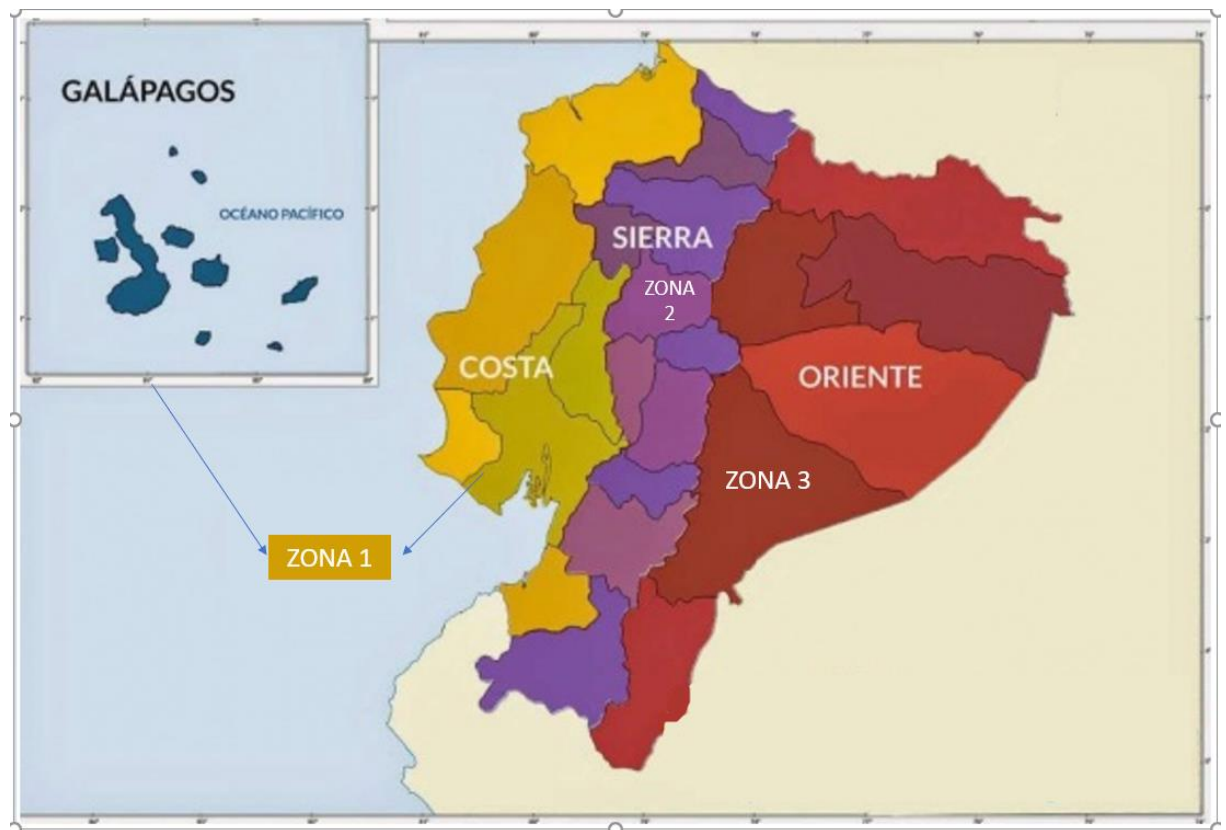 GALÁPAGOS
OCÉANO PACÍFICO
SIERRA
ZONA
2
COSTA
ORIENTE
ZONA 3
ZONA 1